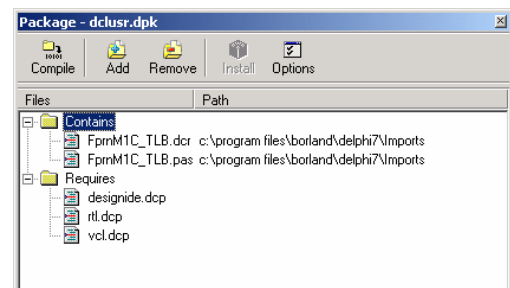 Package - dclusr.dpk
Compile Add Remove Install Options
Files Path
Contains
FprnM1C_TLB.dcr c:\program files\borland\delphi7\Imports
FprnM1C_TLB.pas c:\program files\borland\delphi7\Imports
Requires
designide.dcp
rtl.dcp
vcl.dcp